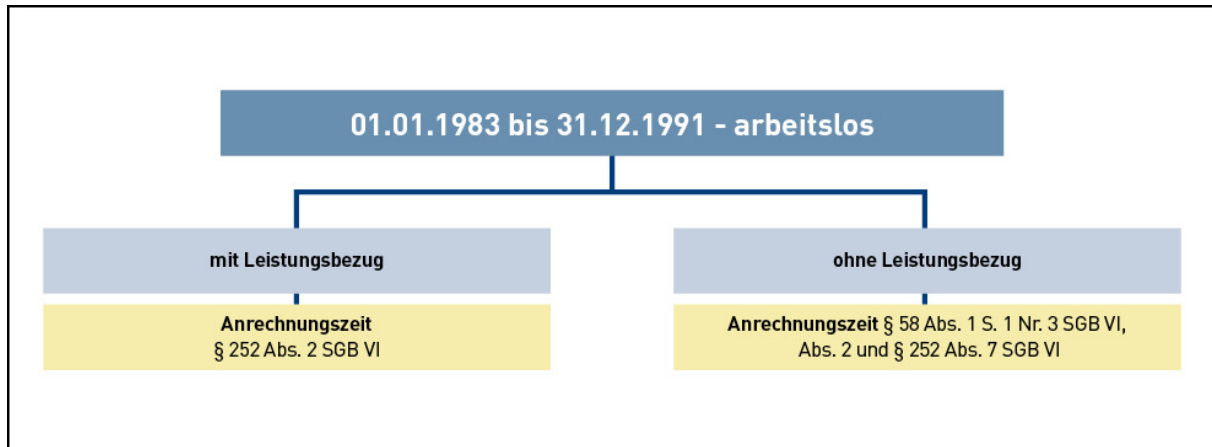 01.01.1983 bis 31.12.1991 - arbeitslos
mit Leistungsbezug
ohne Leistungsbezug
Anrechnungszeit
§ 252 Abs. 2 SGB VI
Anrechnungszeit § 58 Abs. 1 S. 1 Nr. 3 SGB VI,
Abs. 2 und § 252 Abs. 7 SGB VI